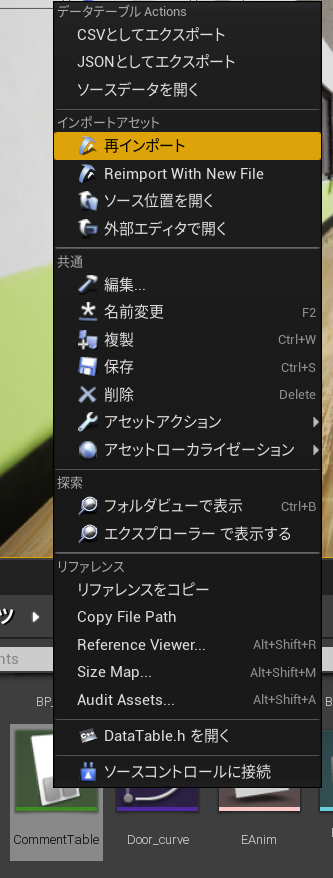 データテーブル Actions
CSVとしてエクスポート
JSONとしてエクスポート
ソースデータを開く
インポートアセット
再インポート
Reimport With New File
ソース位置を開く
外部エディタで開く
共通
編集...
名前変更 F2
複製 Ctrl+W
保存 Ctrl+S
削除 Delete
アセットアクション
アセットローカライゼーション
探索
フォルダビューで表示 Ctrl+B
エクスプローラー で表示する
リファレンス
リファレンスをコピー
ツ
Copy File Path
Reference Viewer... Alt+Shift+R
nts
Size Map... Alt+Shift+M
Audit Assets... Alt+Shift+A
BP_
DataTable.h を開く
ソースコントロールに接続
CommentTable Door_curve EAnim